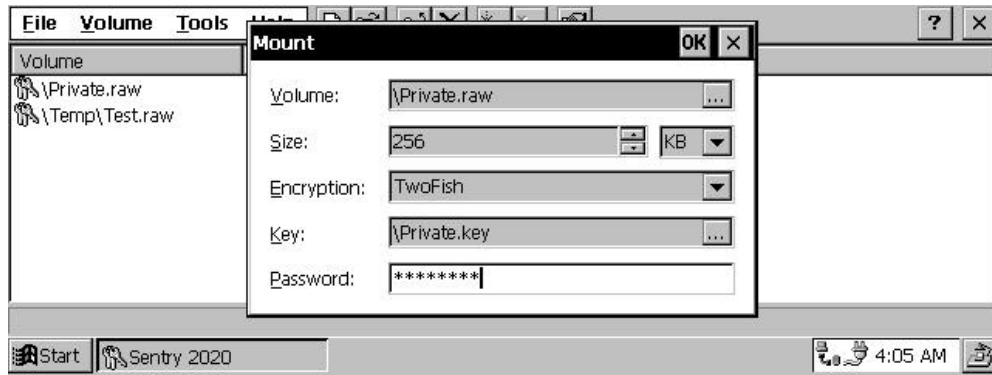 File Volume Tools Help ? ×
Mount OK ×
Volume
\Private.raw
\Temp\Test.raw
Volume: \Private.raw ...
Size: 256 KB
Encryption: TwoFish
Key: \Private.key ...
Password: ********
Start Sentry 2020 4:05 AM